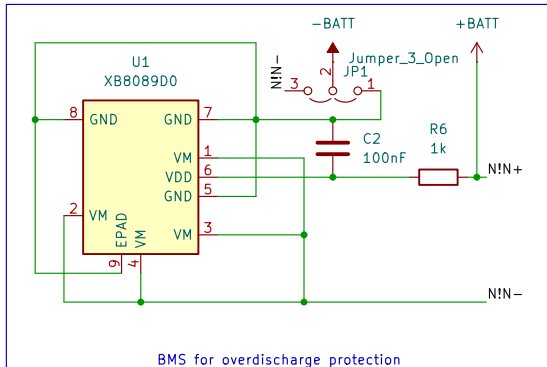 -BATT
+BATT
U1
XB8089D0
N!N-
Jumper_3_Open
JP1
3
2
1
8
GND
GND
7
VM
1
VDD
6
GND
5
2
VM
VM
3
EPAD
VM
9
4
C2
100nF
R6
1k
N!N+
N!N-
BMS for overdischarge protection